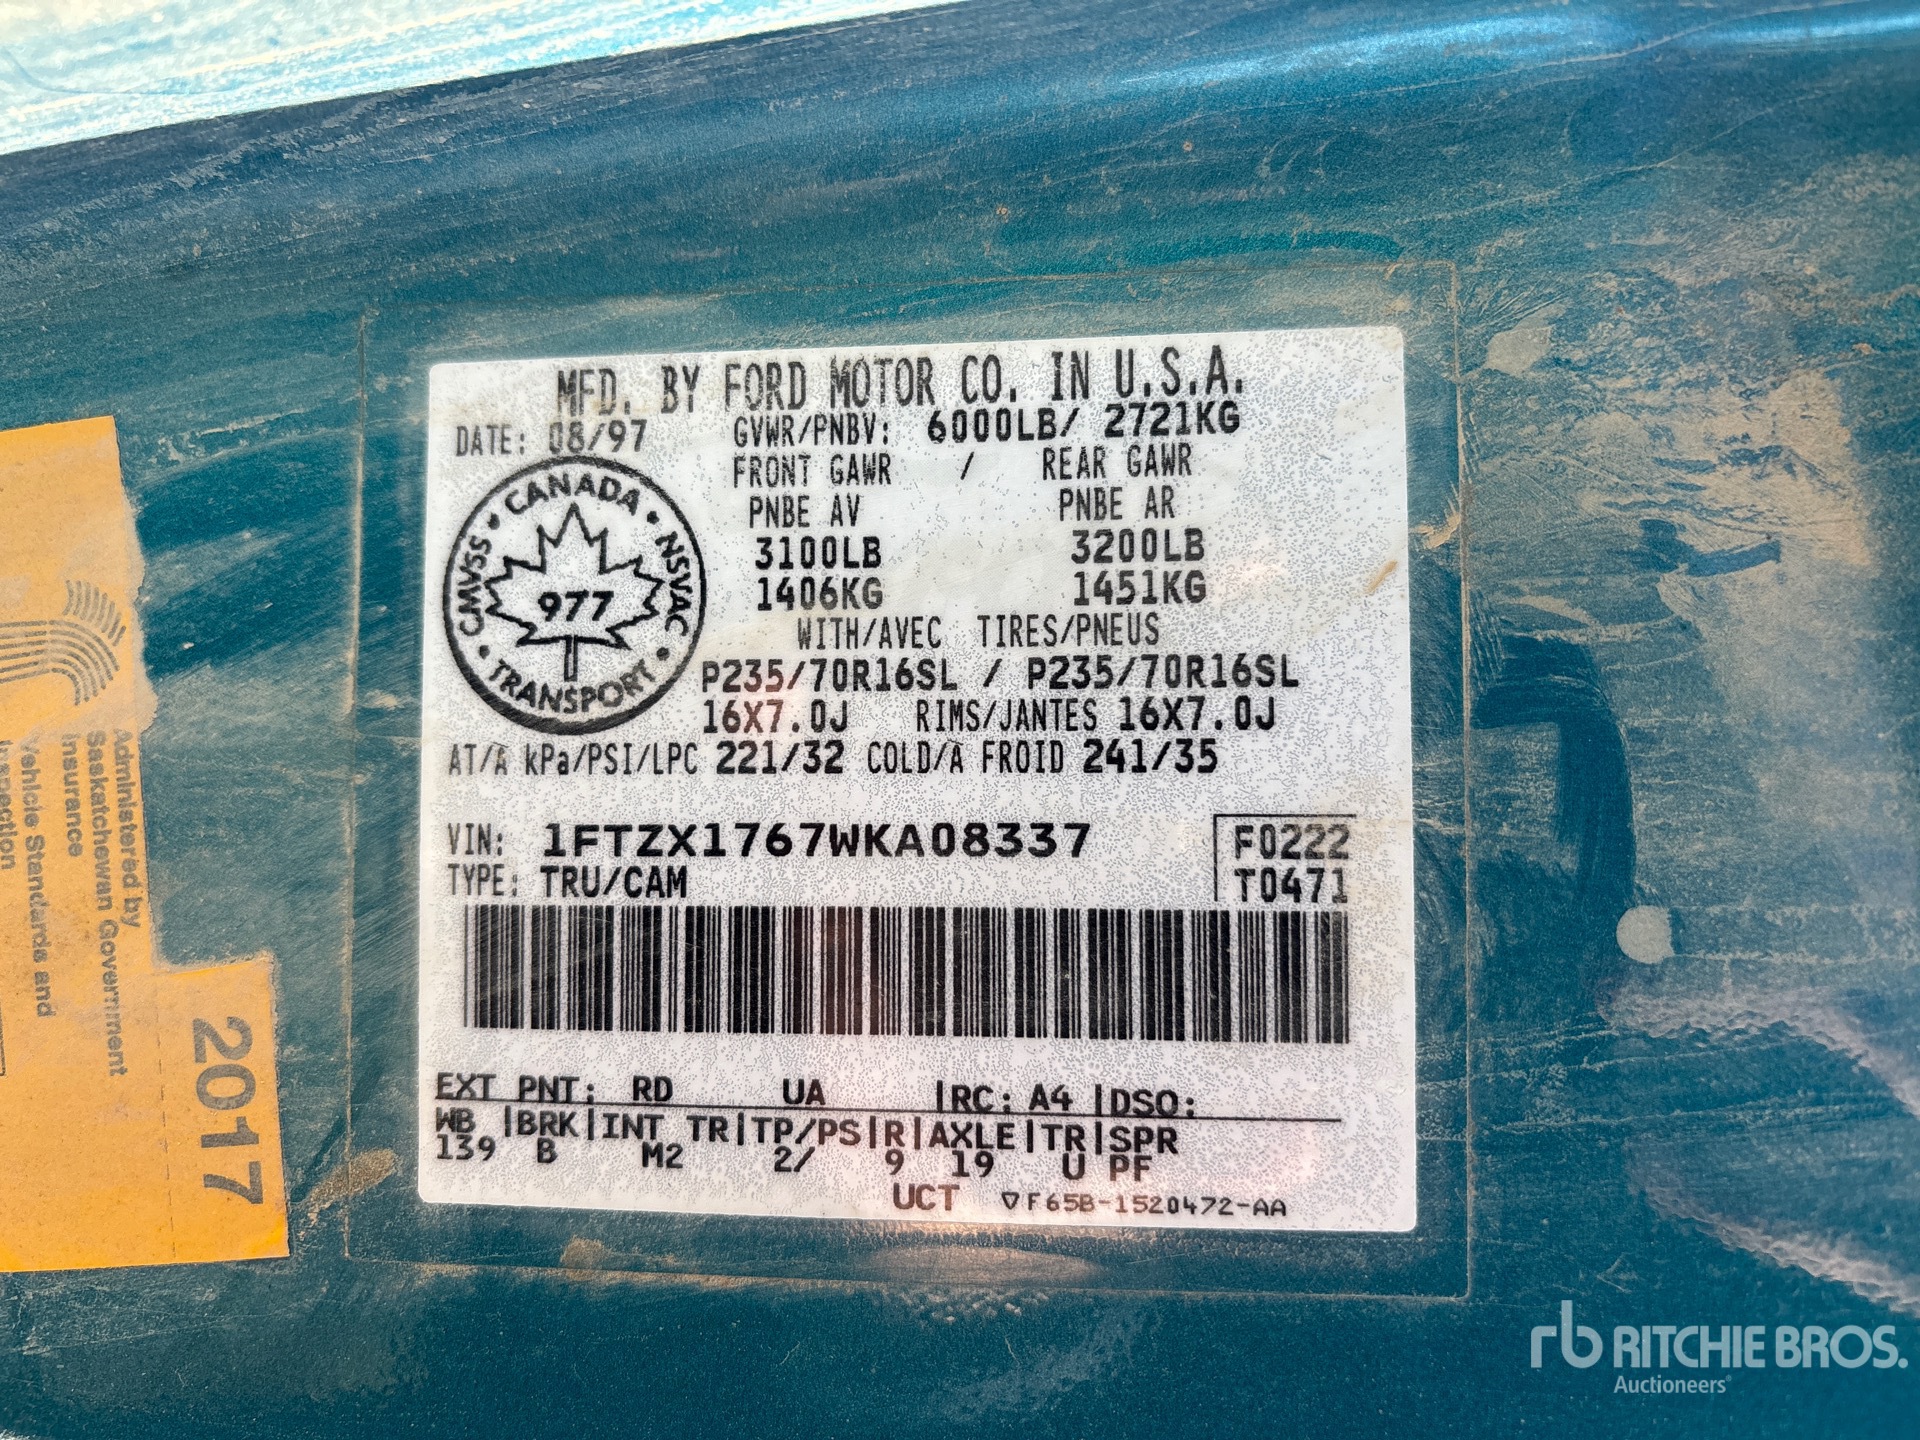 MFD. BY FORD MOTOR CO. IN U.S.A.
DATE: 08/97 GVWR/PNBV: 6000LB/ 2721KG
FRONT GAWR / REAR GAWR
PNBE AV PNBE AR
3100LB 3200LB
1406KG 1451KG
WITH/AVEC TIRES/PNEUS
P235/70R16SL / P235/70R16SL
16X7.0J RIMS/JANTES 16X7.0J
AT/A kPa/PSI/LPC 221/32 COLD/A FROID 241/35
CANADA • NSVAC • TRANSPORT • CMVSS •
977
VIN: 1FTZX1767WKA08337 F0222
TYPE: TRU/CAM T0471
EXT PNT: RD UA |RC: A4 |DSO:
WB |BRK|INT TR|TP/PS|R|AXLE|TR|SPR
139 B M2 2/ 9 19 U PF
UCT ▽F65B-1520472-AA
Administered by
Saskatchewan Government
Insurance
Vehicle Standards and
Inspection
2017
rb RITCHIE BROS.
Auctioneers